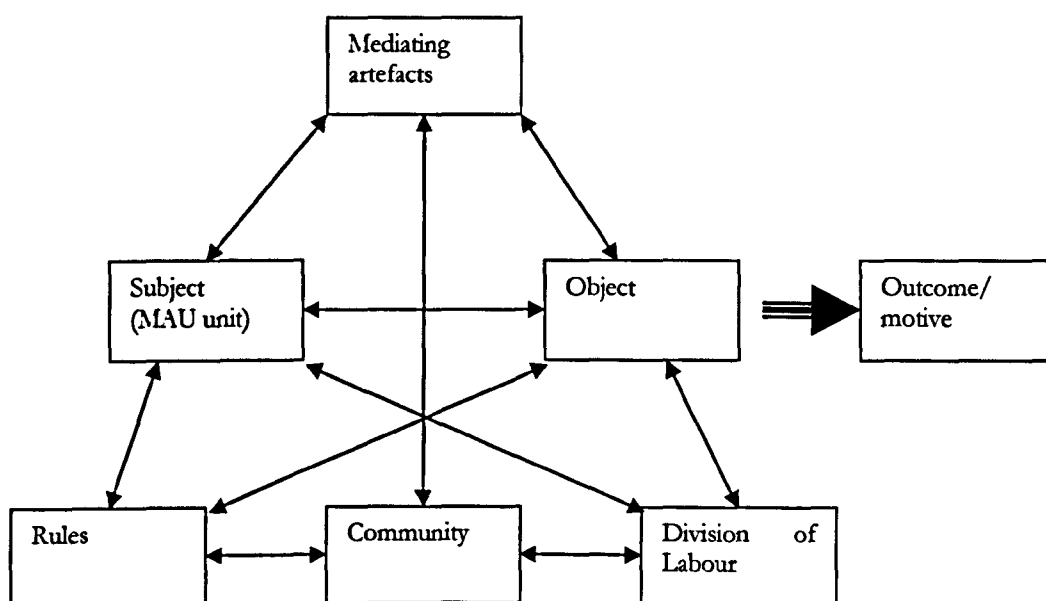 Mediating
artefacts
Subject
(MAU unit)
Object
Outcome/
motive
Rules
Community
Division of
Labour